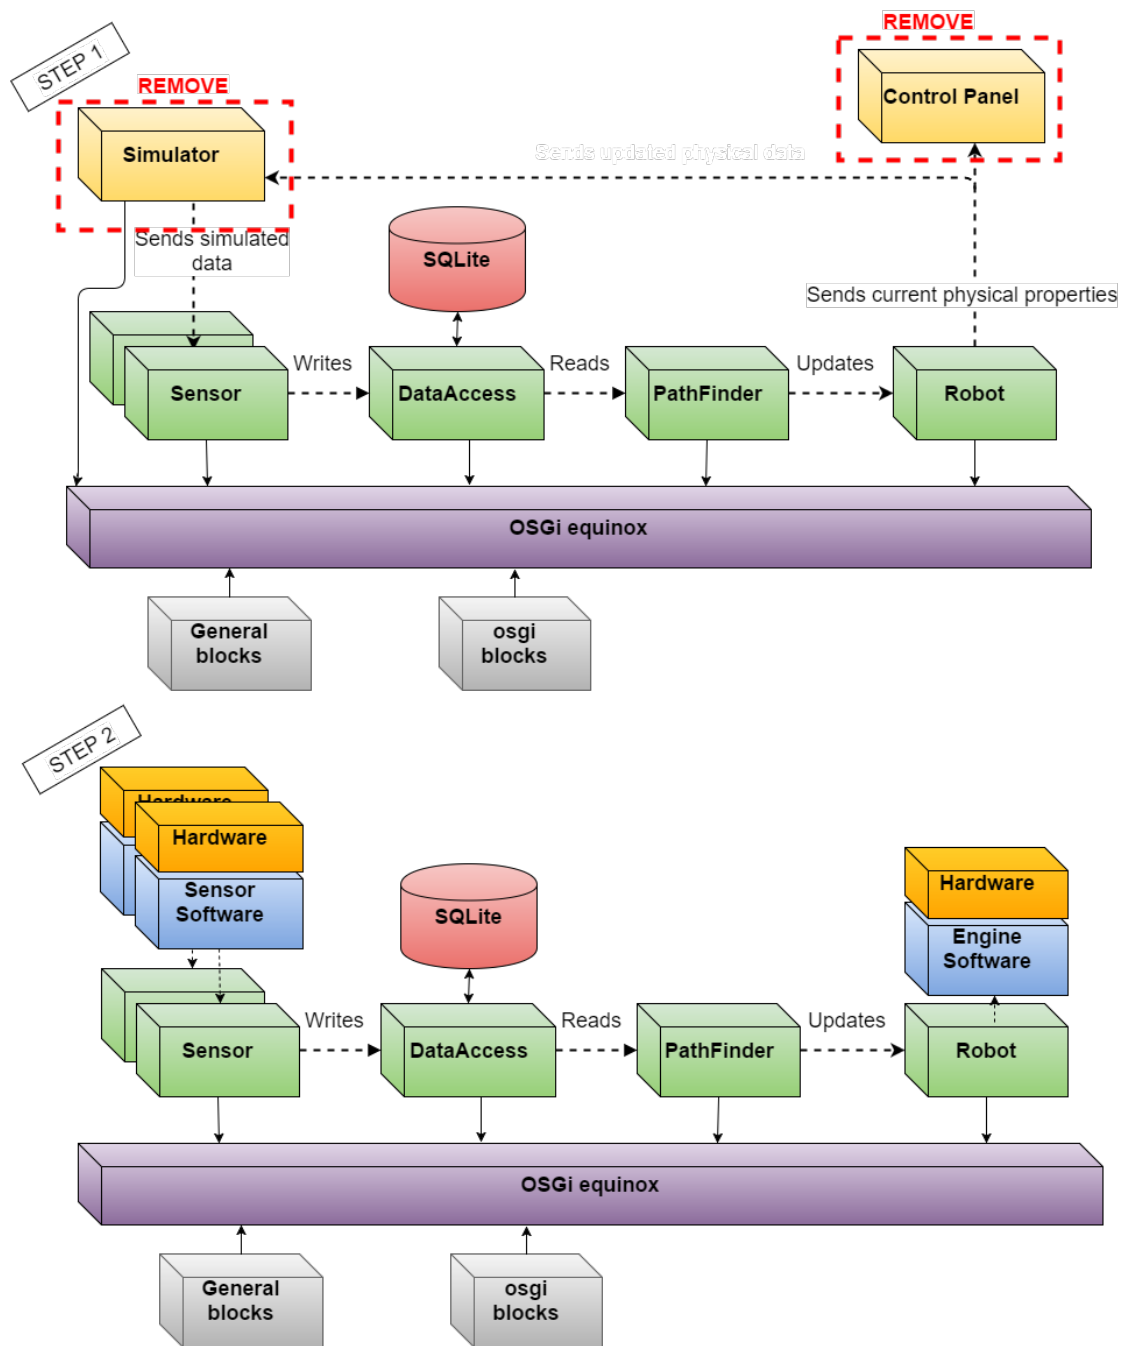 STEP 1
REMOVE
REMOVE
Control Panel
Simulator
Sends updated physical data
Sends simulated
data
SQLite
Sends current physical properties
Writes
Reads
Updates
Sensor
DataAccess
PathFinder
Robot
OSGi equinox
General
blocks
osgi
blocks
STEP 2
Hardware
Hardware
Sensor
Software
SQLite
Hardware
Engine
Software
Writes
Reads
Updates
Sensor
DataAccess
PathFinder
Robot
OSGi equinox
General
blocks
osgi
blocks